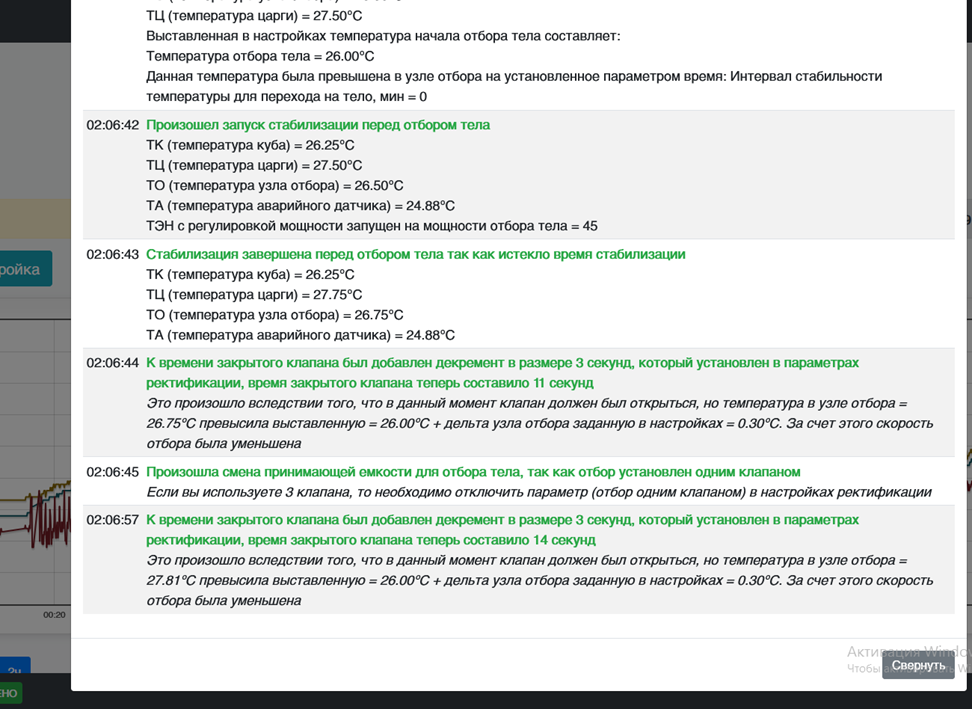 ТЦ (температура царги) = 27.50°C
Выставленная в настройках температура начала отбора тела составляет:
Температура отбора тела = 26.00°C
Данная температура была превышена в узле отбора на установленное параметром время: Интервал стабильности
температуры для перехода на тело, мин = 0
02:06:42 Произошел запуск стабилизации перед отбором тела
ТК (температура куба) = 26.25°C
ТЦ (температура царги) = 27.50°C
ТО (температура узла отбора) = 26.50°C
ТА (температура аварийного датчика) = 24.88°C
ТЭН с регулировкой мощности запущен на мощности отбора тела = 45
ройка
02:06:43 Стабилизация завершена перед отбором тела так как истекло время стабилизации
ТК (температура куба) = 26.25°C
ТЦ (температура царги) = 27.75°C
ТО (температура узла отбора) = 26.75°C
ТА (температура аварийного датчика) = 24.88°C
02:06:44 К времени закрытого клапана был добавлен декремент в размере 3 секунд, который установлен в параметрах
ректификации, время закрытого клапана теперь составило 11 секунд
Это произошло вследствии того, что в данный момент клапан должен был открыться, но температура в узле отбора =
26.75°C превысила выставленную = 26.00°C + дельта узла отбора заданную в настройках = 0.30°C. За счет этого скорость
отбора была уменьшена
02:06:45 Произошла смена принимающей емкости для отбора тела, так как отбор установлен одним клапаном
Если вы используете 3 клапана, то необходимо отключить параметр (отбор одним клапаном) в настройках ректификации
02:06:57 К времени закрытого клапана был добавлен декремент в размере 3 секунд, который установлен в параметрах
ректификации, время закрытого клапана теперь составило 14 секунд
Это произошло вследствии того, что в данный момент клапан должен был открыться, но температура в узле отбора =
27.81°C превысила выставленную = 26.00°C + дельта узла отбора заданную в настройках = 0.30°C. За счет этого скорость
отбора была уменьшена
00:20
Активация Windo
Чтобы
Свернуть
2ч
ЕНО